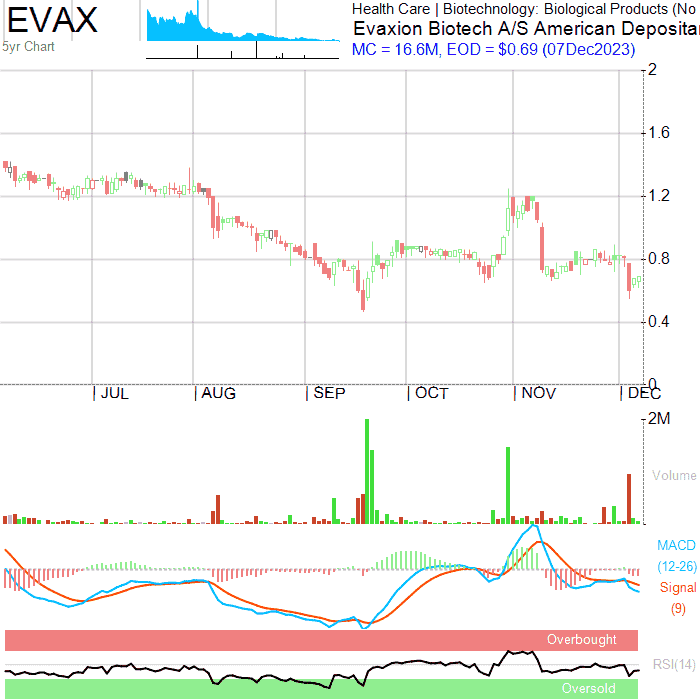 EVAX
5yr Chart
Health Care | Biotechnology: Biological Products (No
Evaxion Biotech A/S American Depositar
MC = 16.6M, EOD = $0.69 (07Dec2023)
2
1.6
1.2
0.8
0.4
0
JUL AUG SEP OCT NOV DEC
2M
Volume
MACD
(12-26)
Signal
(9)
Overbought
RSI(14)
Oversold